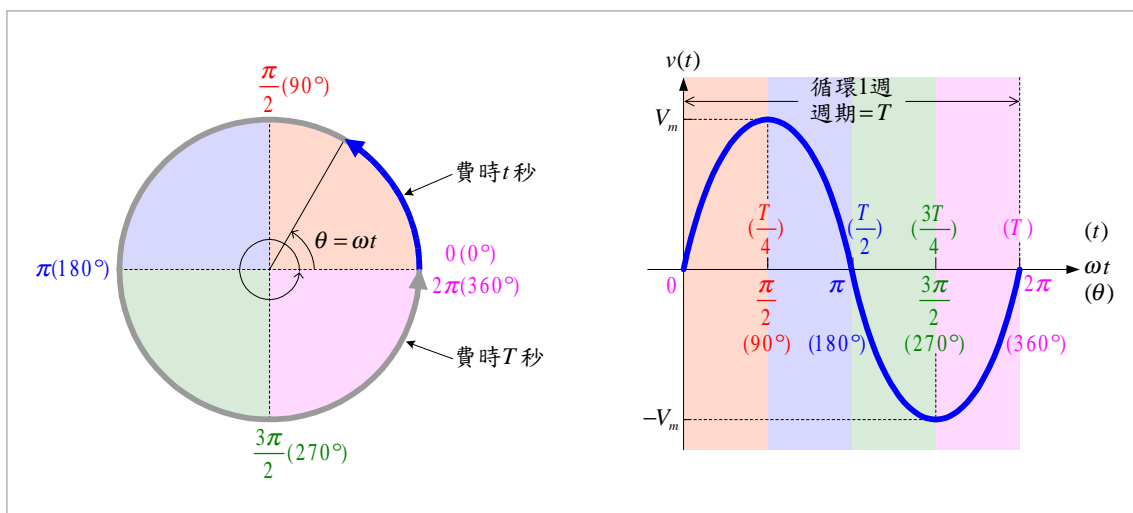 π/2(90°)
費時t秒
θ=ωt
0(0°)
π(180°)
2π(360°)
費時T秒
3π/2(270°)
v(t)
循環1週
週期=T
V_m
(T/4)
(T/2)
(3T/4)
(T)
(t)
ωt
(θ)
0
π/2
π
3π/2
2π
(90°)
(180°)
(270°)
(360°)
−V_m